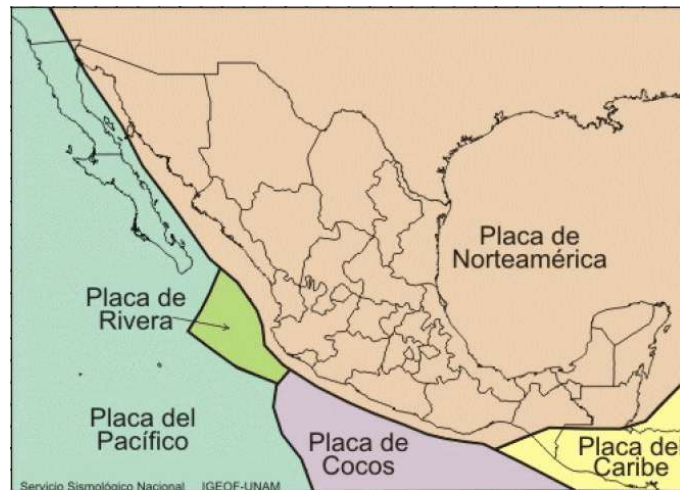 Placa de
Norteamérica
Placa de
Rivera
Placa del
Pacífico
Placa de
Cocos
Placa del
Caribe
Servicio Sismológico Nacional IGEOF-UNAM